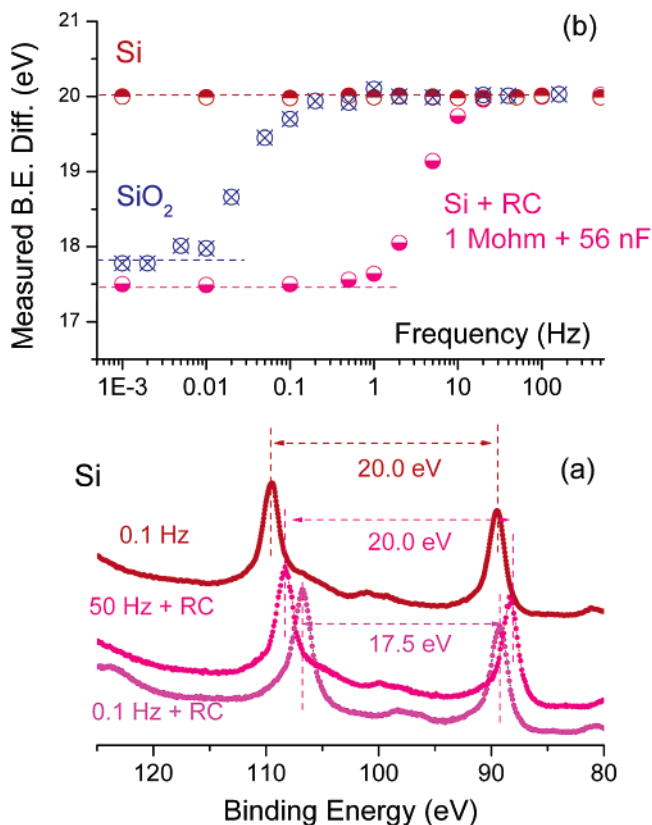 (b)
Si
SiO2
Si + RC
1 Mohm + 56 nF
Measured B.E. Diff. (eV)
21
20
19
18
17
Frequency (Hz)
1E-3 0.01 0.1 1 10 100
(a)
Si
20.0 eV
0.1 Hz
20.0 eV
50 Hz + RC
17.5 eV
0.1 Hz + RC
120 110 100 90 80
Binding Energy (eV)